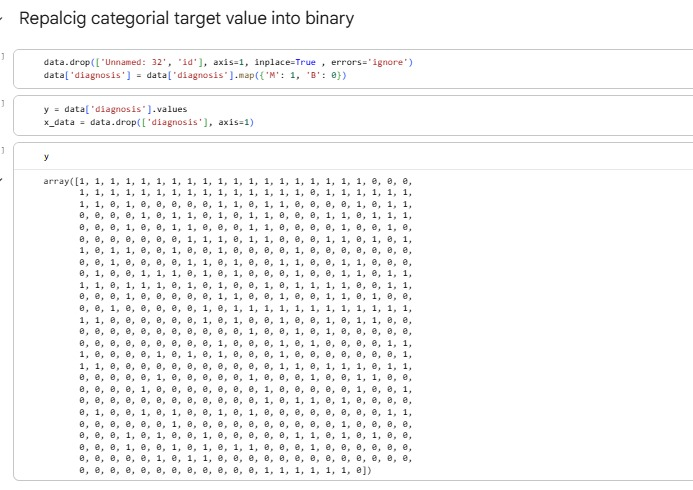 Repalcig categorial target value into binary
data.drop(['Unnamed: 32', 'id'], axis=1, inplace=True , errors='ignore')
data['diagnosis'] = data['diagnosis'].map({'M': 1, 'B': 0})
y = data['diagnosis'].values
x_data = data.drop(['diagnosis'], axis=1)
y
array([1, 1, 1, 1, 1, 1, 1, 1, 1, 1, 1, 1, 1, 1, 1, 1, 1, 1, 1, 0, 0, 0,
1, 1, 1, 1, 1, 1, 1, 1, 1, 1, 1, 1, 1, 1, 1, 0, 1, 1, 1, 1, 1, 1,
1, 1, 0, 1, 0, 0, 0, 0, 0, 1, 1, 0, 1, 1, 0, 0, 0, 0, 1, 0, 1, 1,
0, 0, 0, 0, 1, 0, 1, 1, 0, 1, 0, 1, 1, 0, 0, 0, 1, 1, 0, 1, 1, 1,
0, 0, 0, 1, 0, 0, 1, 1, 0, 0, 0, 1, 1, 0, 0, 0, 0, 1, 0, 0, 1, 0,
0, 0, 0, 0, 0, 0, 0, 1, 1, 1, 0, 1, 1, 0, 0, 0, 1, 1, 0, 1, 0, 1,
1, 0, 1, 1, 0, 0, 1, 0, 0, 1, 0, 0, 0, 0, 1, 0, 0, 0, 0, 0, 0, 0,
0, 0, 1, 0, 0, 0, 0, 1, 1, 0, 1, 0, 0, 1, 1, 0, 0, 1, 1, 0, 0, 0,
0, 1, 0, 0, 1, 1, 1, 0, 1, 0, 1, 0, 0, 0, 1, 0, 0, 1, 1, 0, 1, 1,
1, 1, 0, 1, 1, 1, 0, 1, 0, 1, 0, 0, 1, 0, 1, 1, 1, 1, 0, 0, 1, 1,
0, 0, 0, 1, 0, 0, 0, 0, 0, 1, 1, 0, 0, 1, 0, 0, 1, 1, 0, 1, 0, 0,
0, 0, 1, 0, 0, 0, 0, 0, 1, 0, 1, 1, 1, 1, 1, 1, 1, 1, 1, 1, 1, 1,
1, 1, 0, 0, 0, 0, 0, 0, 1, 0, 1, 0, 0, 1, 0, 0, 1, 0, 1, 1, 0, 0,
0, 0, 0, 0, 0, 0, 0, 0, 0, 0, 0, 1, 0, 0, 1, 0, 1, 0, 0, 0, 0, 0,
0, 0, 0, 0, 0, 0, 0, 0, 0, 1, 0, 0, 0, 1, 0, 1, 0, 0, 0, 0, 1, 1,
1, 0, 0, 0, 0, 1, 0, 1, 0, 1, 0, 0, 0, 1, 0, 0, 0, 0, 0, 0, 0, 1,
1, 1, 0, 0, 0, 0, 0, 0, 0, 0, 0, 0, 0, 1, 1, 0, 1, 1, 1, 0, 1, 1,
0, 0, 0, 0, 0, 1, 0, 0, 0, 0, 0, 1, 0, 0, 0, 1, 0, 0, 1, 1, 0, 0,
0, 0, 0, 0, 1, 0, 0, 0, 0, 0, 0, 0, 1, 0, 0, 0, 0, 0, 1, 0, 0, 1,
0, 0, 0, 0, 0, 0, 0, 0, 0, 0, 0, 0, 1, 0, 1, 1, 0, 1, 0, 0, 0, 0,
0, 1, 0, 0, 1, 0, 1, 0, 0, 1, 0, 1, 0, 0, 0, 0, 0, 0, 0, 0, 1, 1,
0, 0, 0, 0, 0, 0, 1, 0, 0, 0, 0, 0, 0, 0, 0, 0, 0, 1, 0, 0, 0, 0,
0, 0, 0, 1, 0, 1, 0, 0, 1, 0, 0, 0, 0, 0, 1, 1, 0, 1, 0, 1, 0, 0,
0, 0, 0, 1, 0, 0, 1, 0, 1, 0, 1, 1, 0, 0, 0, 1, 0, 0, 0, 0, 0, 0,
0, 0, 0, 0, 0, 1, 0, 1, 1, 0, 0, 0, 0, 0, 0, 0, 0, 0, 0, 0, 0, 0,
0, 0, 0, 0, 0, 0, 0, 0, 0, 0, 0, 0, 1, 1, 1, 1, 1, 1, 0])